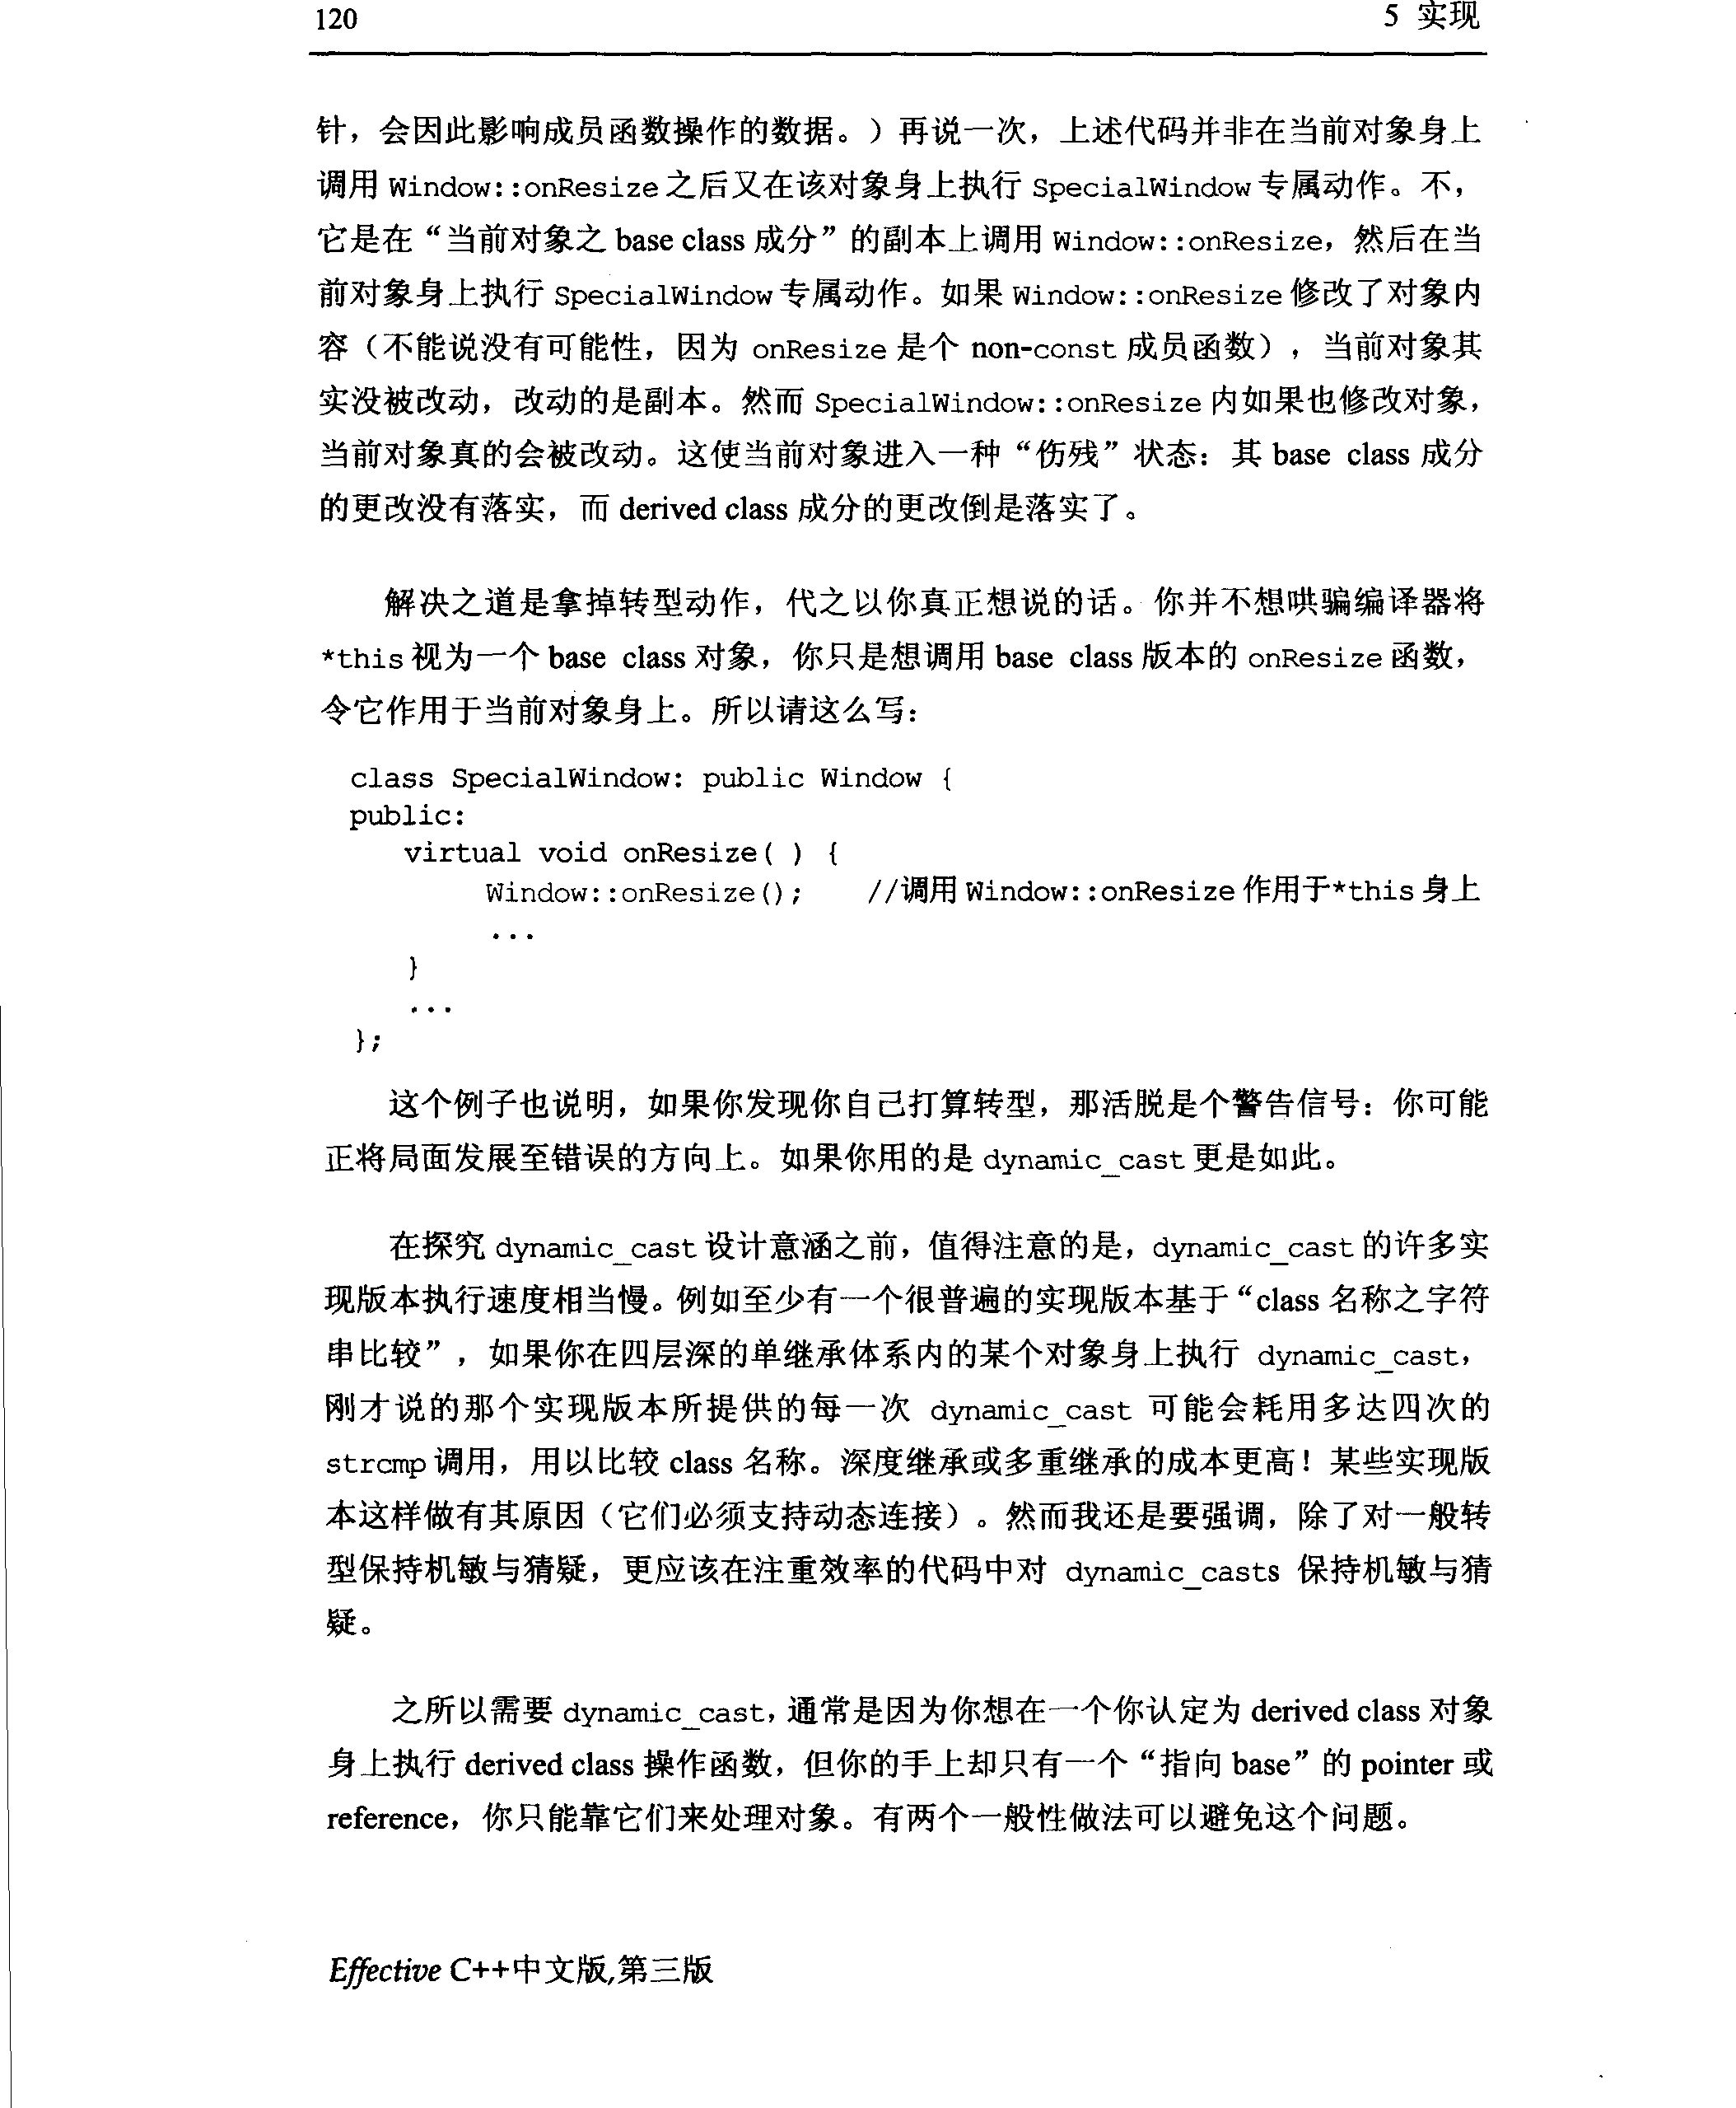 120
5 实现
针，会因此影响成员函数操作的数据。）再说一次，上述代码并非在当前对象身上
调用 Window::onResize 之后又在该对象身上执行 SpecialWindow 专属动作。不，
它是在“当前对象之 base class 成分”的副本上调用 Window::onResize，然后在当
前对象身上执行 SpecialWindow 专属动作。如果 Window::onResize 修改了对象内
容（不能说没有可能性，因为 onResize 是个 non-const 成员函数），当前对象其
实没被改动，改动的是副本。然而 SpecialWindow::onResize 内如果也修改对象，
当前对象真的会被改动。这使当前对象进入一种“伤残”状态：其 base class 成分
的更改没有落实，而 derived class 成分的更改倒是落实了。
解决之道是拿掉转型动作，代之以你真正想说的话。你并不想哄骗编译器将
*this 视为一个 base class 对象，你只是想调用 base class 版本的 onResize 函数，
令它作用于当前对象身上。所以请这么写：
class SpecialWindow: public Window {
public:
virtual void onResize( ) {
Window::onResize(); //调用 Window::onResize 作用于*this 身上
...
}
...
};
这个例子也说明，如果你发现你自己打算转型，那活脱是个警告信号：你可能
正将局面发展至错误的方向上。如果你用的是 dynamic_cast 更是如此。
在探究 dynamic_cast 设计意涵之前，值得注意的是，dynamic_cast 的许多实
现版本执行速度相当慢。例如至少有一个很普遍的实现版本基于“class 名称之字符
串比较”，如果你在四层深的单继承体系内的某个对象身上执行 dynamic_cast，
刚才说的那个实现版本所提供的每一次 dynamic_cast 可能会耗用多达四次的
strcmp 调用，用以比较 class 名称。深度继承或多重继承的成本更高！某些实现版
本这样做有其原因（它们必须支持动态连接）。然而我还是要强调，除了对一般转
型保持机敏与猜疑，更应该在注重效率的代码中对 dynamic_casts 保持机敏与猜
疑。
之所以需要 dynamic_cast，通常是因为你想在一个你认定为 derived class 对象
身上执行 derived class 操作函数，但你的手上却只有一个“指向 base”的 pointer 或
reference，你只能靠它们来处理对象。有两个一般性做法可以避免这个问题。
Effective C++中文版,第三版